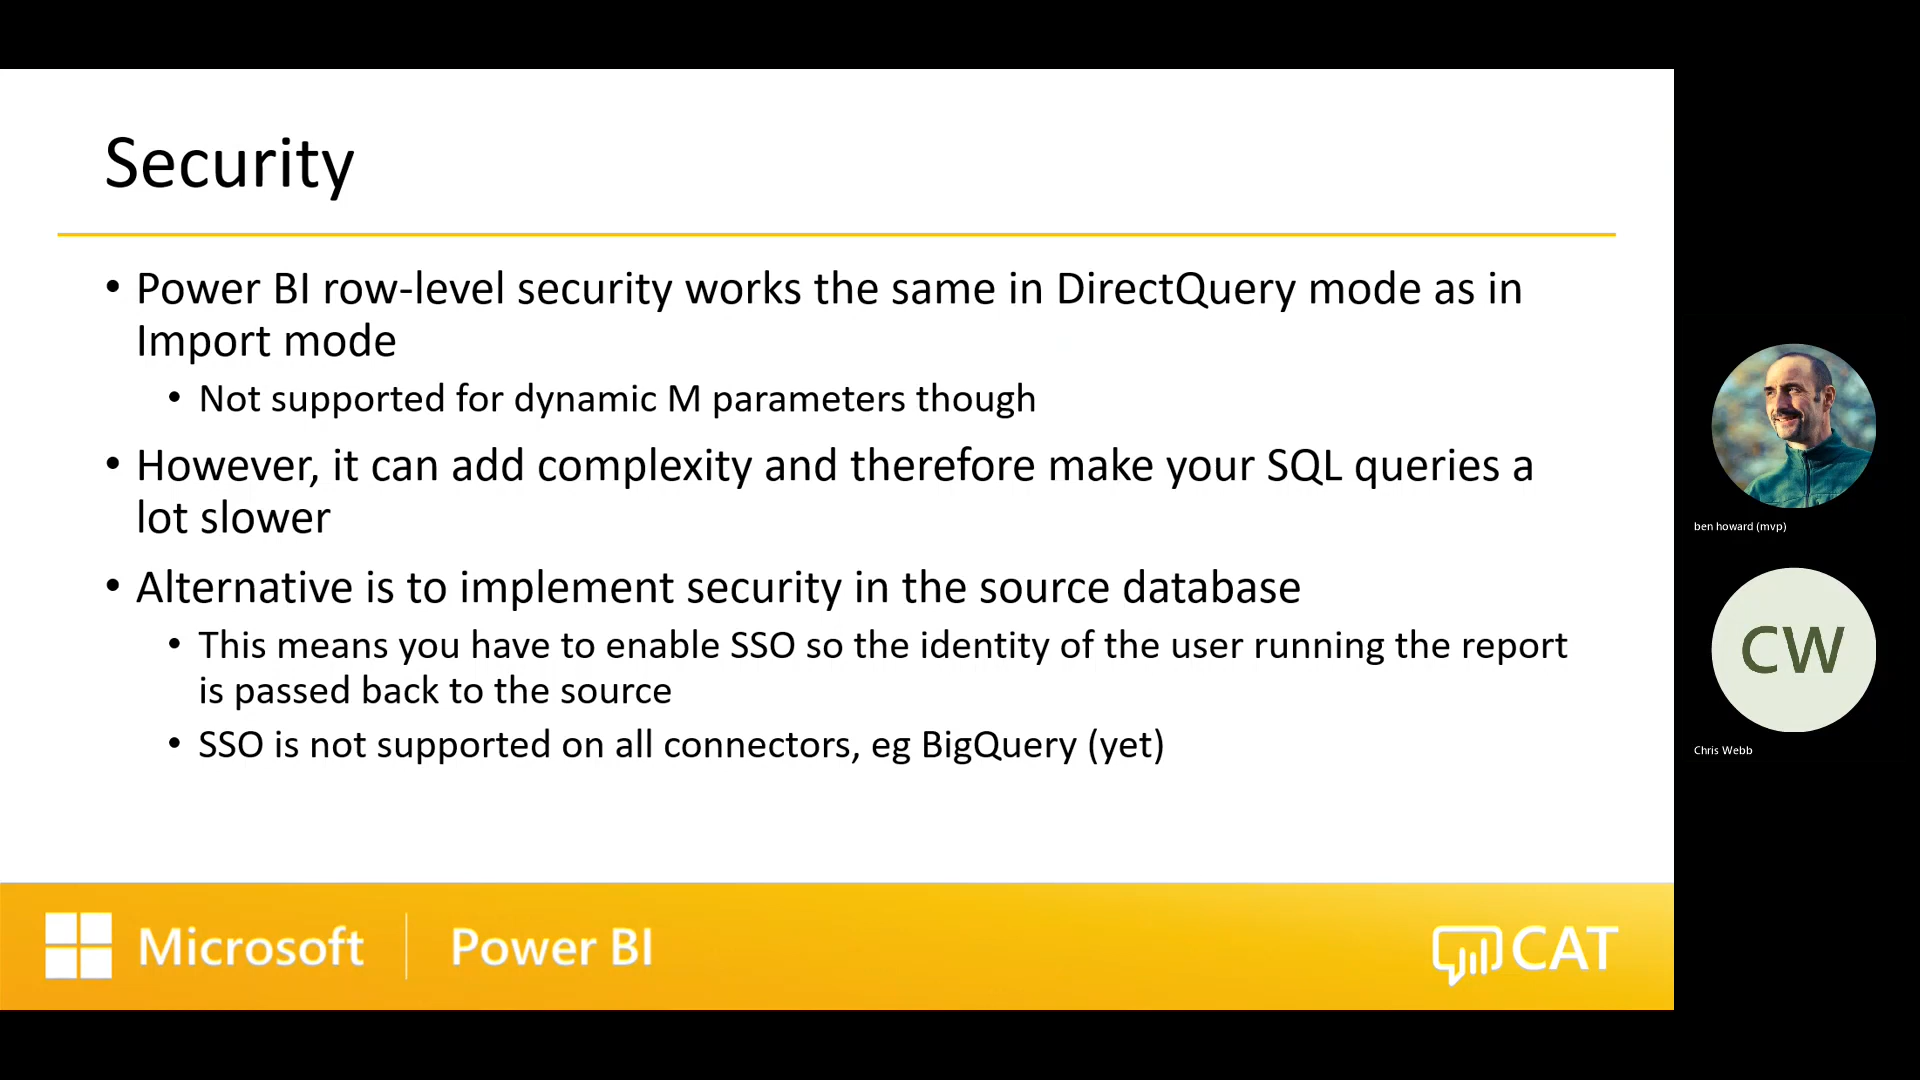 Security
• Power BI row-level security works the same in DirectQuery mode as in
Import mode
• Not supported for dynamic M parameters though
• However, it can add complexity and therefore make your SQL queries a
lot slower
• Alternative is to implement security in the source database
• This means you have to enable SSO so the identity of the user running the report
is passed back to the source
• SSO is not supported on all connectors, eg BigQuery (yet)
Microsoft | Power BI
CAT
ben howard (mvp)
CW
Chris Webb